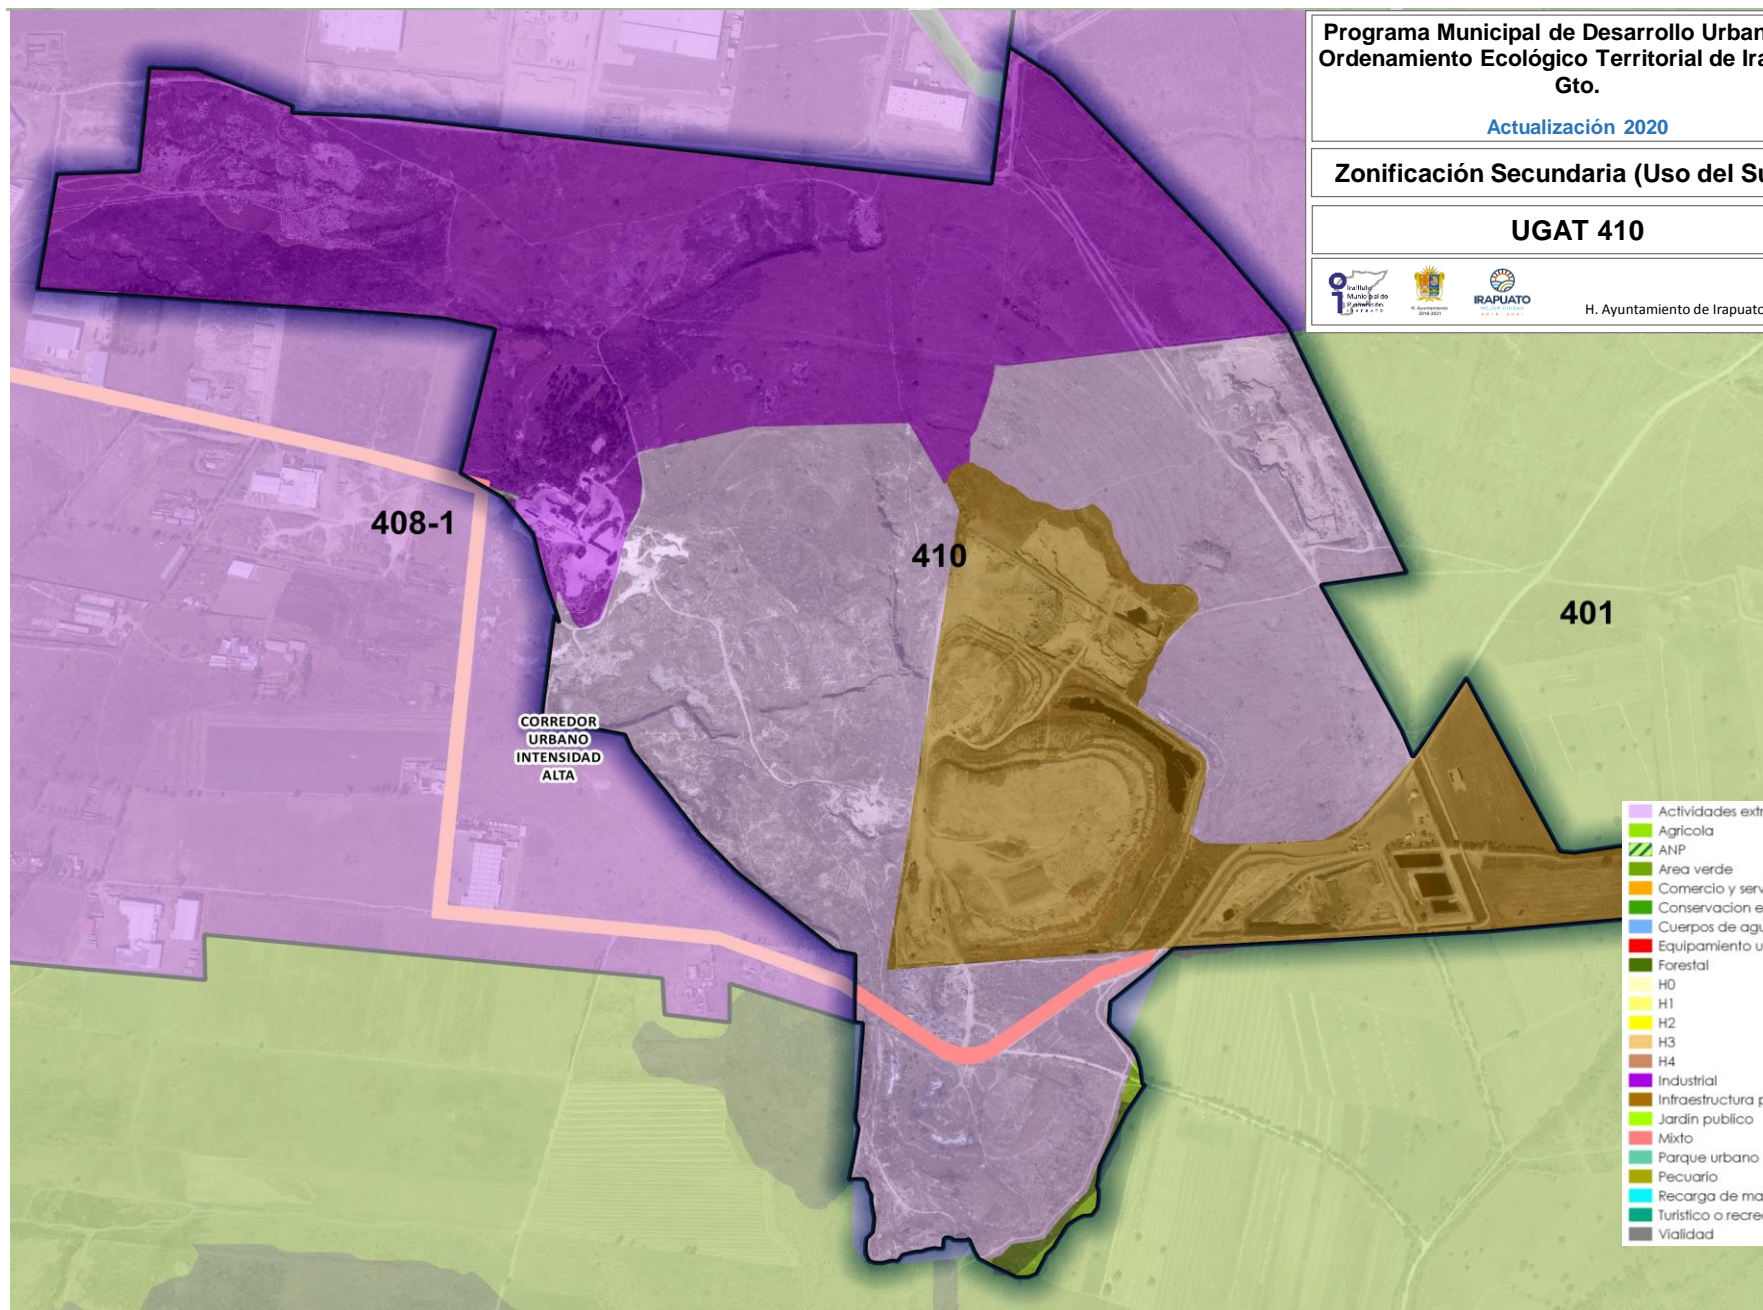 Programa Municipal de Desarrollo Urban
Ordenamiento Ecológico Territorial de Ira
Gto.
Actualización 2020
Zonificación Secundaria (Uso del Su
UGAT 410
Municipal de
IRAPUATO
H. Ayuntamiento de Irapuato
408-1
410
401
CORREDOR
URBANO
INTENSIDAD
ALTA
Actividades extr
Agricola
ANP
Area verde
Comercio y serv
Conservacion e
Cuerpos de agu
Equipamiento u
Forestal
H0
H1
H2
H3
H4
Industrial
Infraestructura p
Jardin publico
Mixto
Parque urbano
Pecuario
Recarga de ma
Turistico o recre
Vialidad